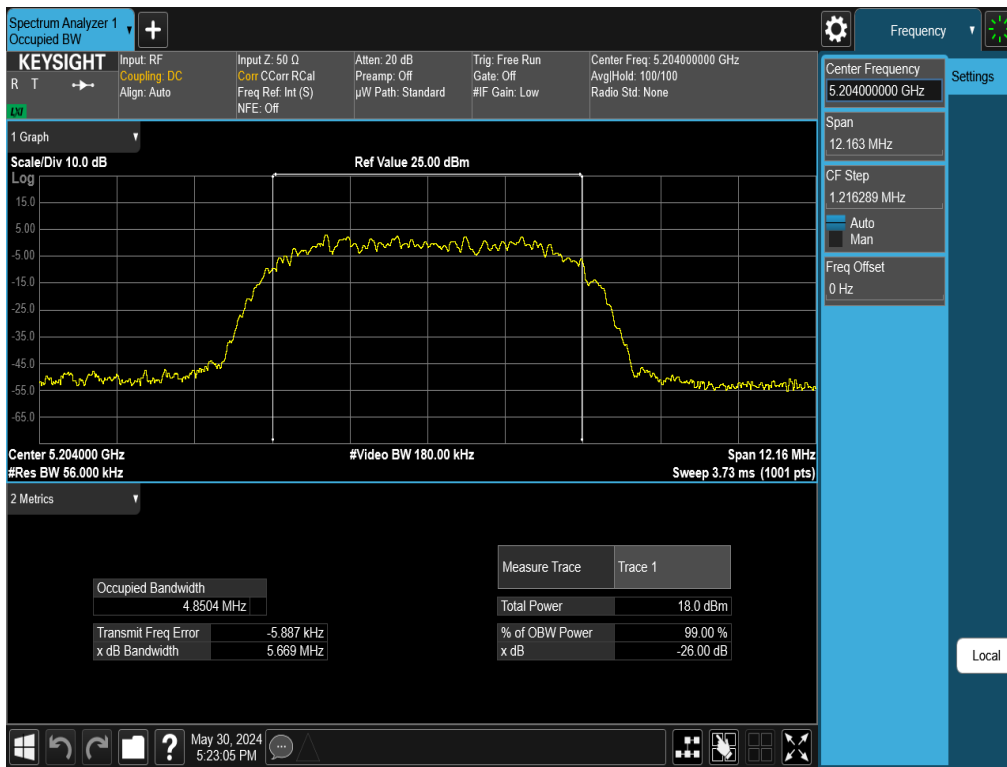 Spectrum Analyzer 1
Occupied BW
Frequency
KEYSIGHT
R T
LXI
Input: RF
Coupling: DC
Align: Auto
Input Z: 50 Ω
Corr CCorr RCal
Freq Ref: Int (S)
NFE: Off
Atten: 20 dB
Preamp: Off
µW Path: Standard
Trig: Free Run
Gate: Off
#IF Gain: Low
Center Freq: 5.204000000 GHz
Avg|Hold: 100/100
Radio Std: None
Center Frequency
5.204000000 GHz
Settings
Span
12.163 MHz
CF Step
1.216289 MHz
Auto
Man
Freq Offset
0 Hz
Local
1 Graph
Scale/Div 10.0 dB
Ref Value 25.00 dBm
Log
15.0
5.00
-5.00
-15.0
-25.0
-35.0
-45.0
-55.0
-65.0
Center 5.204000 GHz
#Video BW 180.00 kHz
Span 12.16 MHz
#Res BW 56.000 kHz
Sweep 3.73 ms (1001 pts)
2 Metrics
Measure Trace
Trace 1
Occupied Bandwidth
4.8504 MHz
Total Power
18.0 dBm
Transmit Freq Error
-5.887 kHz
% of OBW Power
99.00 %
x dB Bandwidth
5.669 MHz
x dB
-26.00 dB
?
May 30, 2024
5:23:05 PM